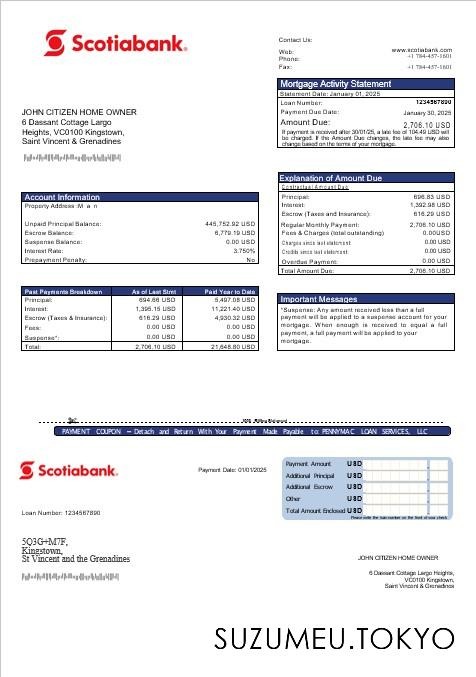 Scotiabank.
Contact Us:
Web: www.scotiabank.com
Phone: +1 784-457-1601
Fax: +1 784-457-1601
Mortgage Activity Statement
Statement Date: January 01, 2025
Loan Number: 1234567890
Payment Due Date: January 30, 2025
Amount Due: 2,706.10 USD
If payment is received after 30/01/25, a late fee of 104.49 USD will
be charged. If the Amount Due changes, the late fee may also
change based on the terms of your mortgage.
JOHN CITIZEN HOME OWNER
6 Dassant Cottage Largo
Heights, VC0100 Kingstown,
Saint Vincent & Grenadines
Explanation of Amount Due
Contractual Amount Due
Principal: 696.83 USD
Interest: 1,392.98 USD
Escrow (Taxes and Insurance): 616.29 USD
Regular Monthly Payment: 2,706.10 USD
Fees & Charges (total outstanding) 0.00USD
Charges since last statement: 0.00 USD
Credits since last statement: 0.00 USD
Overdue Payment: 0.00 USD
Total Amount Due: 2,706.10 USD
Account Information
Property Address :M a n
Unpaid Principal Balance: 445,752.92 USD
Escrow Balance: 6,779.19 USD
Suspense Balance: 0.00 USD
Interest Rate: 3.750%
Prepayment Penalty: No
Past Payments Breakdown As of Last Stmt Paid Year to Date
Principal: 694.66 USD 5,497.08 USD
Interest: 1,395.15 USD 11,221.40 USD
Escrow (Taxes & Insurance): 616.29 USD 4,930.32 USD
Fees: 0.00 USD 0.00 USD
Suspense*: 0.00 USD 0.00 USD
Total: 2,706.10 USD 21,648.80 USD
Important Messages
*Suspense: Any amount received less than a full
payment will be applied to a suspense account for your
mortgage. When enough is received to equal a full
payment, a full payment will be applied to your
mortgage.
PAYMENT COUPON – Detach and Return With Your Payment Made Payable to: PENNYMAC LOAN SERVICES, LLC
Scotiabank.
Payment Date: 01/01/2025
Payment Amount USD
Additional Principal USD
Additional Escrow USD
Other USD
Total Amount Enclosed USD
Please write the loan number on the front of your check
Loan Number: 1234567890
5Q3G+M7F,
Kingstown,
St Vincent and the Grenadines
JOHN CITIZEN HOME OWNER
6 Dassant Cottage Largo Heights,
VC0100 Kingstown,
Saint Vincent & Grenadines
SUZUMEU.TOKYO